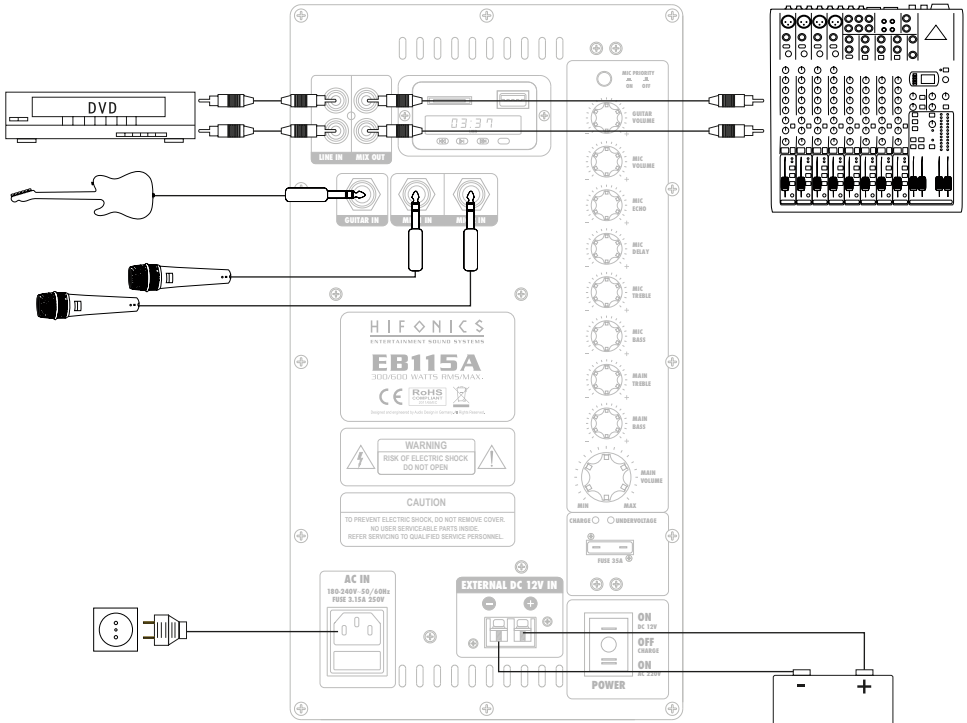 DVD
LINE IN MIX OUT
03:37
GUITAR IN
IN
IN
MIC PRIORITY
ON OFF
GUITAR
VOLUME
MIC
VOLUME
MIC
ECHO
MIC
DELAY
MIC
TREBLE
MIC
BASS
MAIN
TREBLE
MAIN
BASS
MAIN
VOLUME
MIN MAX
HIFONICS
ENTERTAINMENT SOUND SYSTEMS
EB115A
300/600 WATTS RMS/MAX.
CE RoHS
COMPLIANT
WARNING
RISK OF ELECTRIC SHOCK
DO NOT OPEN
CAUTION
TO PREVENT ELECTRIC SHOCK, DO NOT REMOVE COVER.
NO USER SERVICEABLE PARTS INSIDE.
REFER SERVICING TO QUALIFIED SERVICE PERSONNEL.
CHARGE UNDERVOLTAGE
FUSE 35A
AC IN
180-240V~50/60Hz
FUSE 3.15A 250V
EXTERNAL DC 12V IN
- +
ON
DC 12V
OFF
CHARGE
ON
AC 230V
POWER
- +